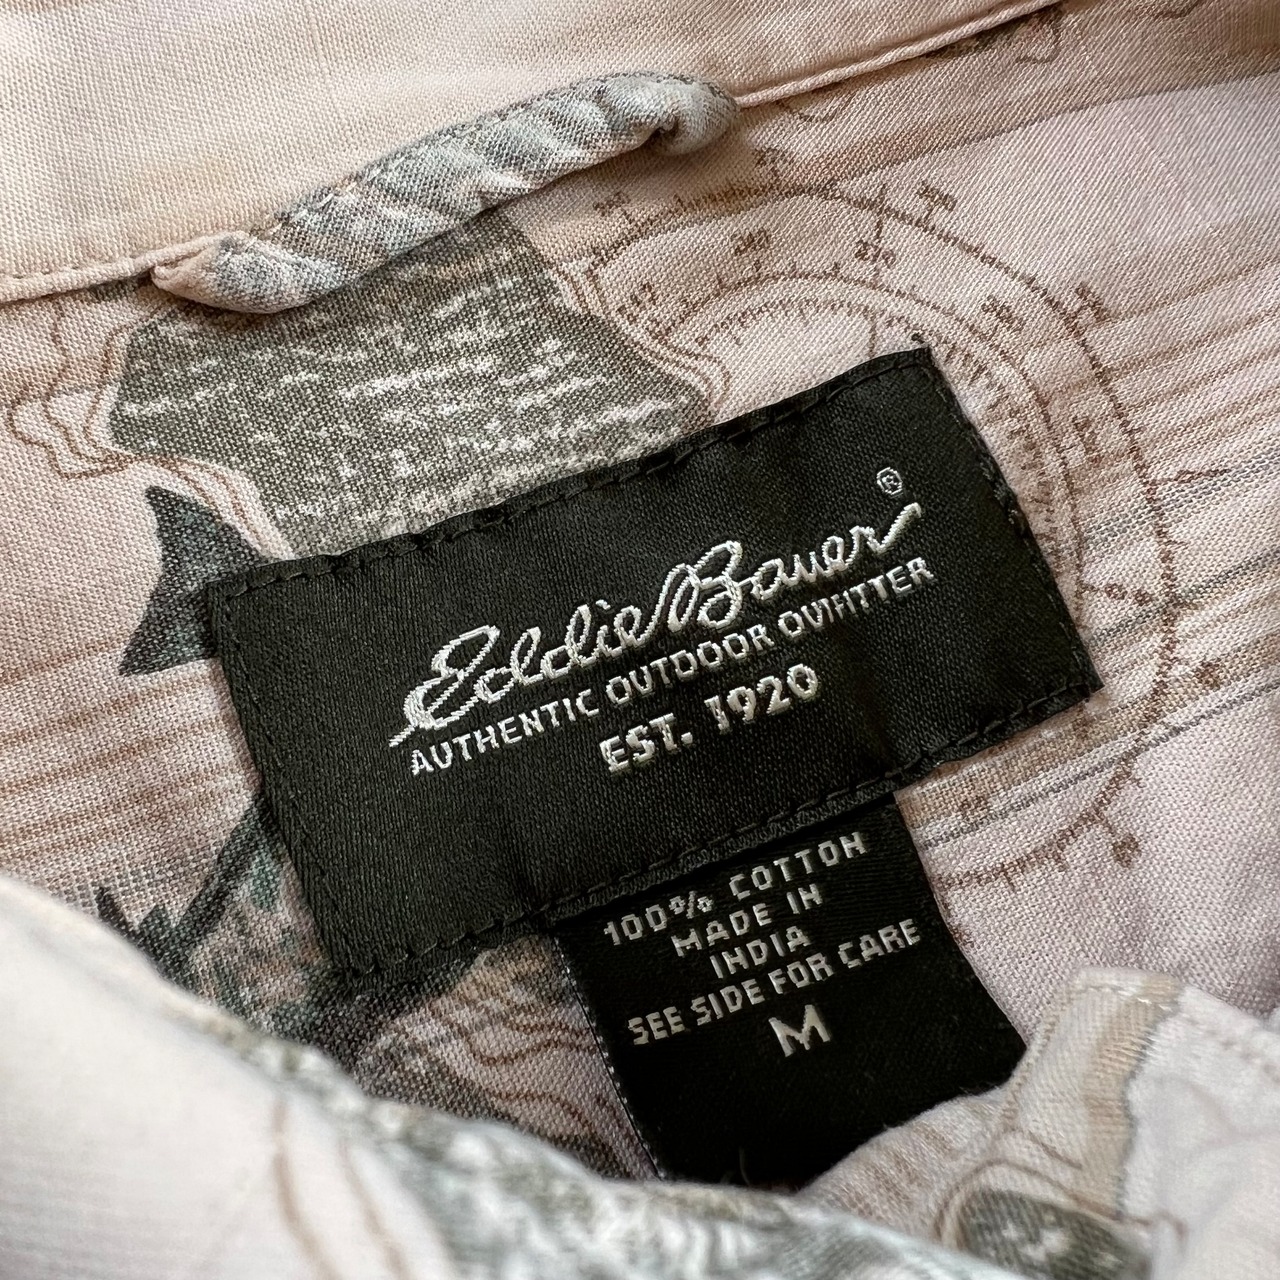 Eddie Bauer®
AUTHENTIC OUTDOOR OUTFITTER
EST. 1920
100% COTTON
MADE IN
INDIA
SEE SIDE FOR CARE
M